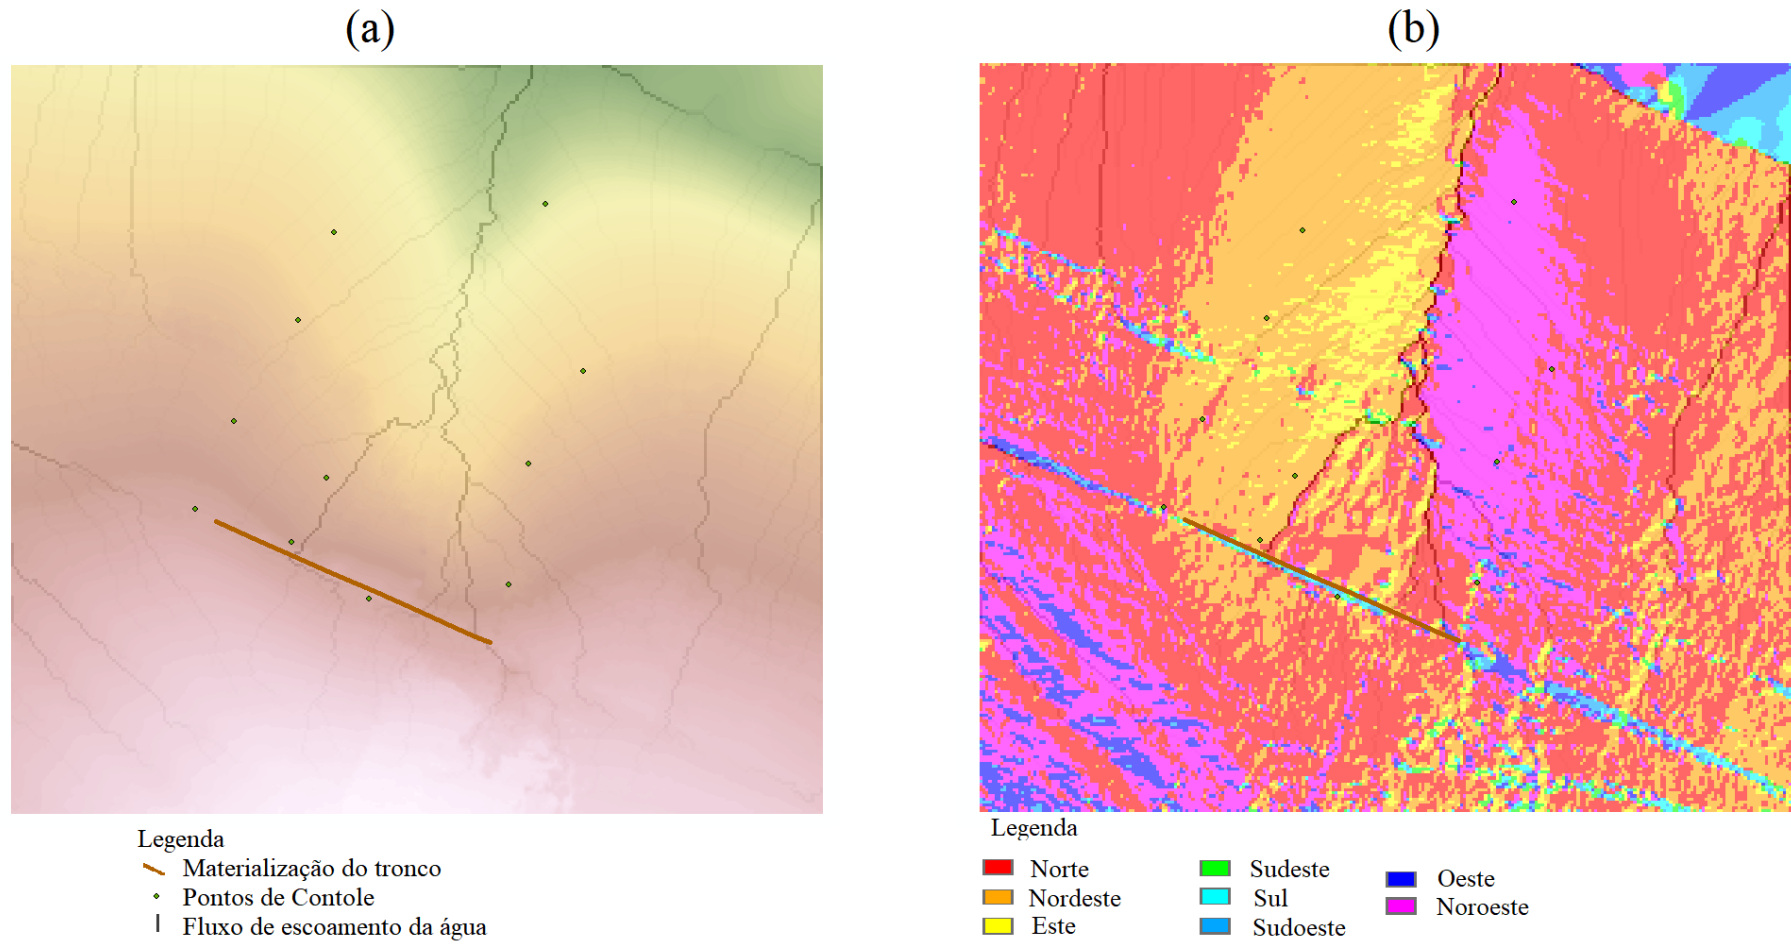 (a)
(b)
Legenda
Materialização do tronco
Pontos de Contole
Fluxo de escoamento da água
Legenda
Norte
Nordeste
Este
Sudeste
Sul
Sudoeste
Oeste
Noroeste